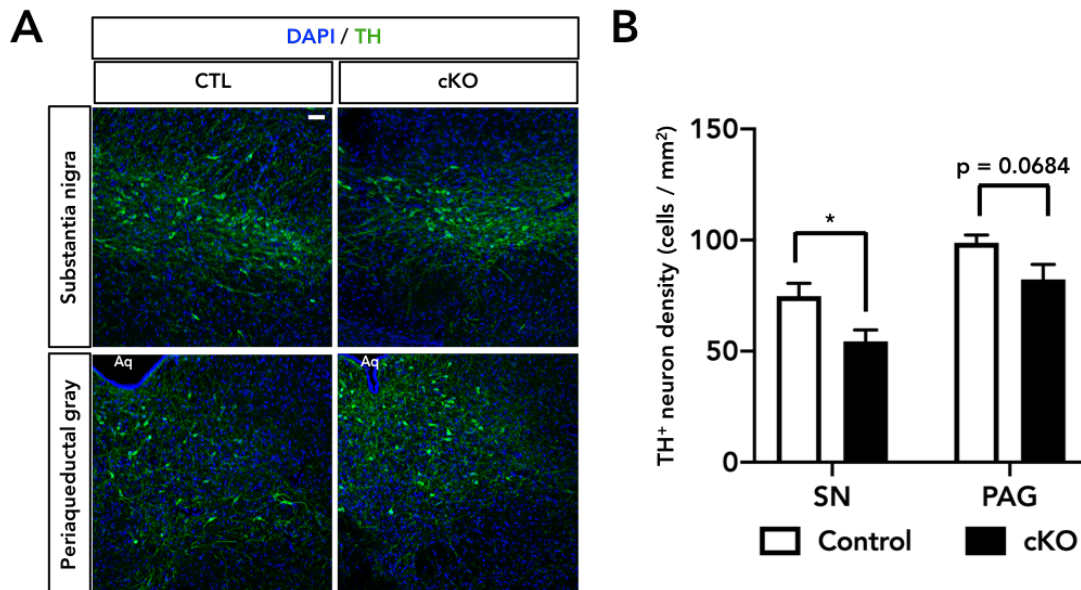 A
DAPI / TH
CTL
cKO
Substantia nigra
Periaqueductal gray
Aq
Aq
B
TH⁺ neuron density (cells / mm²)
150
100
50
0
*
p = 0.0684
SN
PAG
Control
cKO